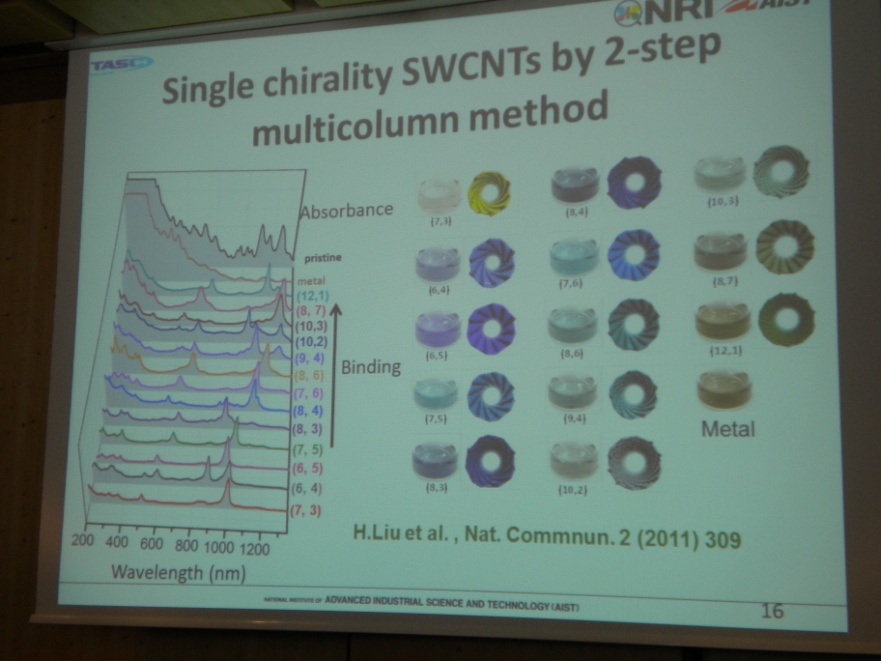 TASC
NRI
AIST
Single chirality SWCNTs by 2-step
multicolumn method
Absorbance
pristine
metal
(12,1)
(8, 7)
(10,3)
(10,2)
(9, 4)
(8, 6)
(7, 6)
(8, 4)
(8, 3)
(7, 5)
(6, 5)
(6, 4)
(7, 3)
Binding
200 400 600 800 1000 1200
Wavelength (nm)
(7,3)
(6,4)
(6,5)
(7,5)
(8,3)
(8,4)
(7,6)
(8,6)
(9,4)
(10,2)
(10,3)
(8,7)
(12,1)
Metal
H.Liu et al. , Nat. Commnun. 2 (2011) 309
NATIONAL INSTITUTE OF ADVANCED INDUSTRIAL SCIENCE AND TECHNOLOGY (AIST)
16